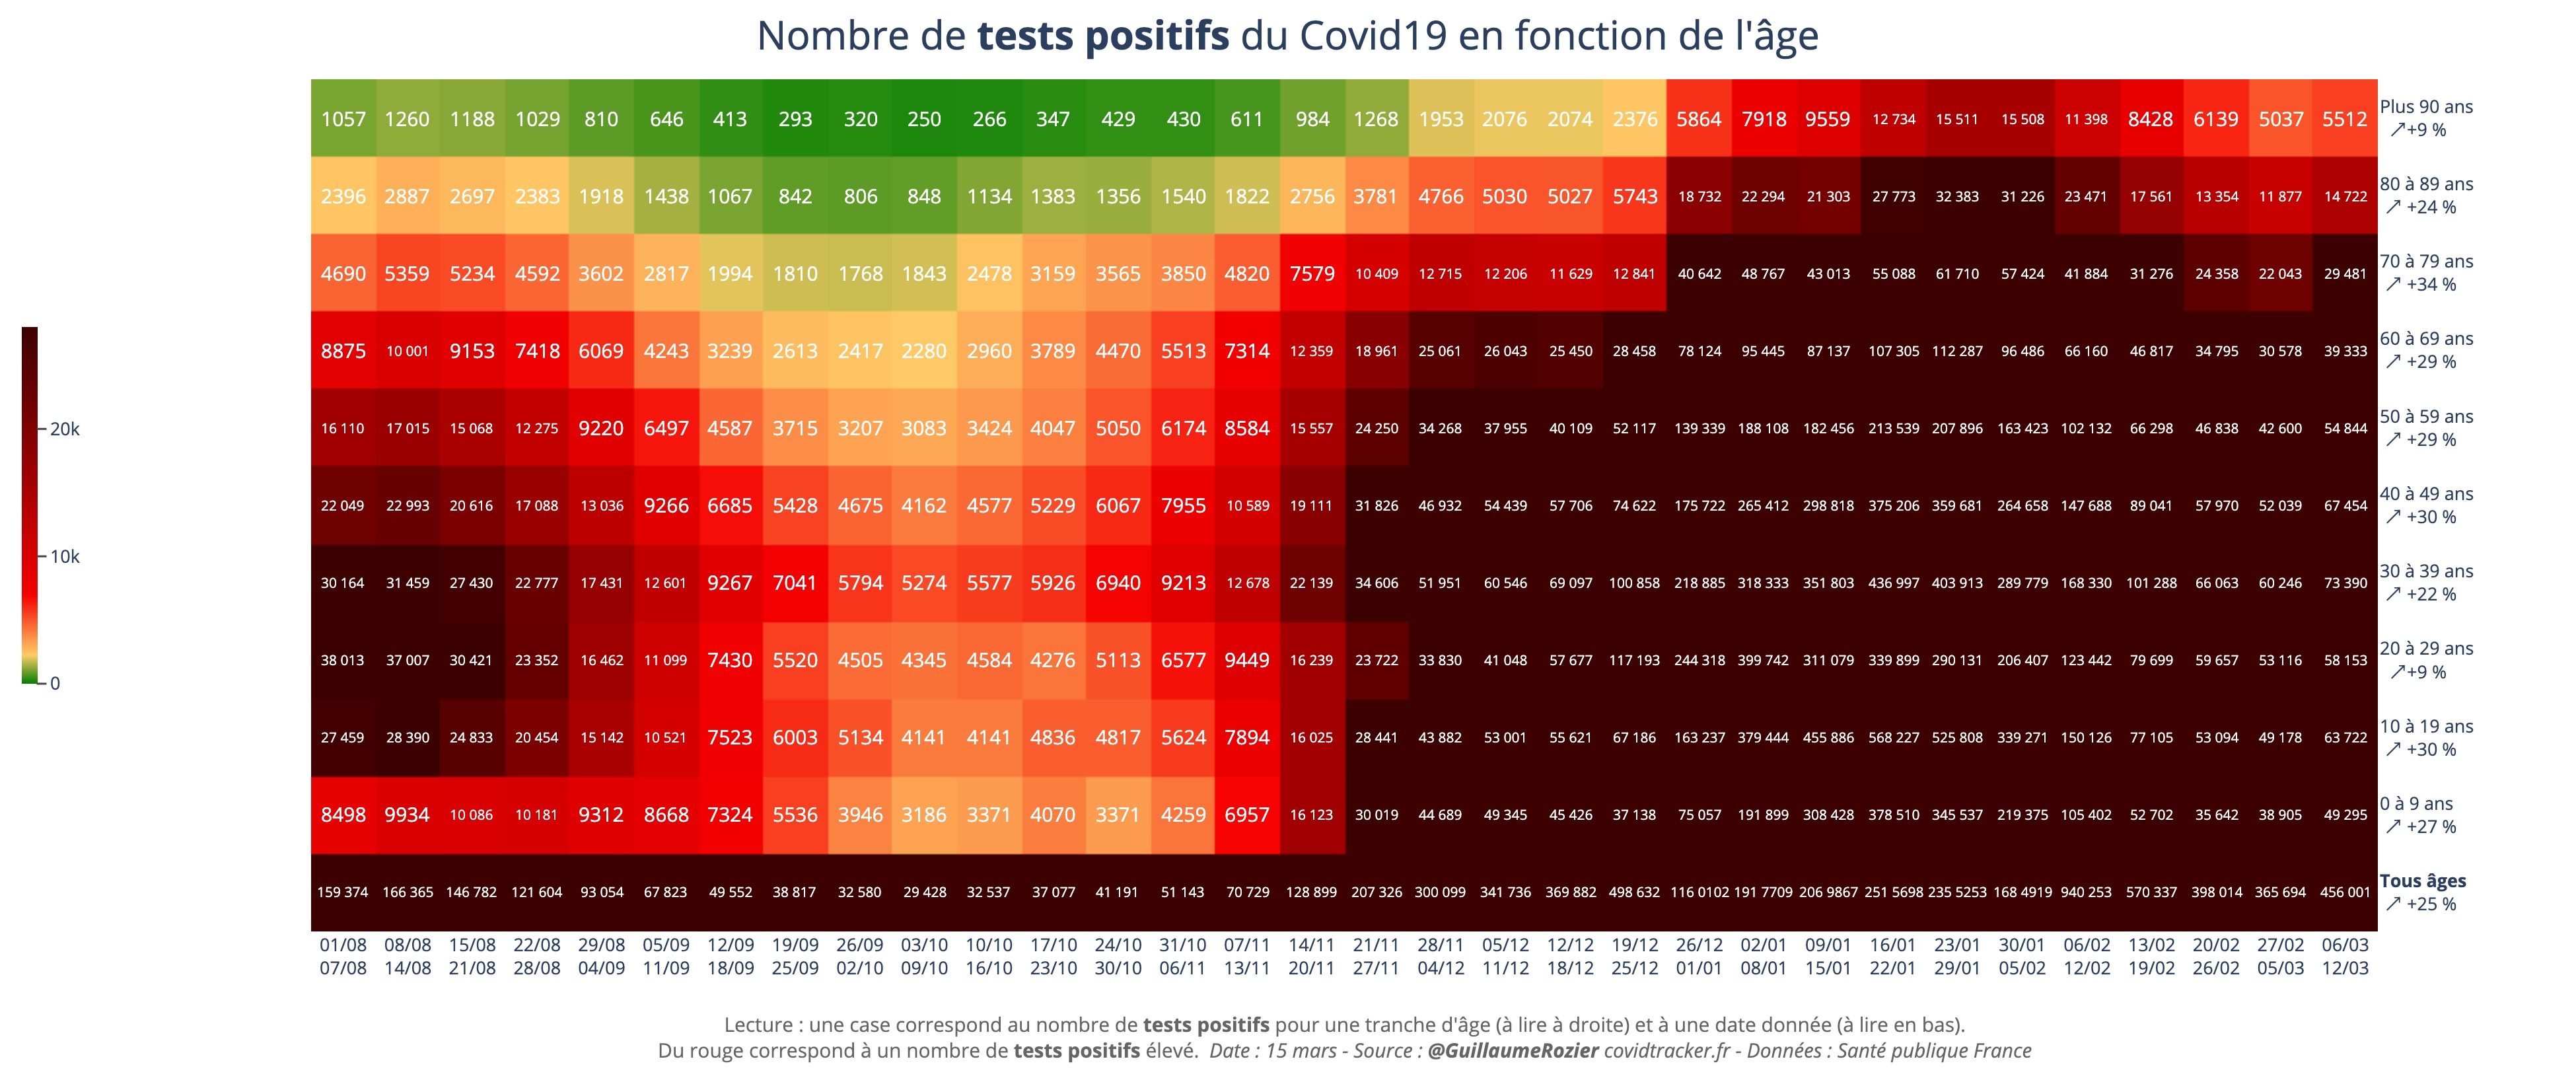 Nombre de tests positifs du Covid19 en fonction de l'âge
1057 1260 1188 1029 810 646 413 293 320 250 266 347 429 430 611 984 1268 1953 2076 2074 2376 5864 7918 9559 12 734 15 511 15 508 11 398 8428 6139 5037 5512 Plus 90 ans
↗+9 %
2396 2887 2697 2383 1918 1438 1067 842 806 848 1134 1383 1356 1540 1822 2756 3781 4766 5030 5027 5743 18 732 22 294 21 303 27 773 32 383 31 226 23 471 17 561 13 354 11 877 14 722 80 à 89 ans
↗ +24 %
4690 5359 5234 4592 3602 2817 1994 1810 1768 1843 2478 3159 3565 3850 4820 7579 10 409 12 715 12 206 11 629 12 841 40 642 48 767 43 013 55 088 61 710 57 424 41 884 31 276 24 358 22 043 29 481 70 à 79 ans
↗ +34 %
8875 10 001 9153 7418 6069 4243 3239 2613 2417 2280 2960 3789 4470 5513 7314 12 359 18 961 25 061 26 043 25 450 28 458 78 124 95 445 87 137 107 305 112 287 96 486 66 160 46 817 34 795 30 578 39 333 60 à 69 ans
↗ +29 %
20k
16 110 17 015 15 068 12 275 9220 6497 4587 3715 3207 3083 3424 4047 5050 6174 8584 15 557 24 250 34 268 37 955 40 109 52 117 139 339 188 108 182 456 213 539 207 896 163 423 102 132 66 298 46 838 42 600 54 844 50 à 59 ans
↗ +29 %
22 049 22 993 20 616 17 088 13 036 9266 6685 5428 4675 4162 4577 5229 6067 7955 10 589 19 111 31 826 46 932 54 439 57 706 74 622 175 722 265 412 298 818 375 206 359 681 264 658 147 688 89 041 57 970 52 039 67 454 40 à 49 ans
↗ +30 %
10k
30 164 31 459 27 430 22 777 17 431 12 601 9267 7041 5794 5274 5577 5926 6940 9213 12 678 22 139 34 606 51 951 60 546 69 097 100 858 218 885 318 333 351 803 436 997 403 913 289 779 168 330 101 288 66 063 60 246 73 390 30 à 39 ans
↗ +22 %
38 013 37 007 30 421 23 352 16 462 11 099 7430 5520 4505 4345 4584 4276 5113 6577 9449 16 239 23 722 33 830 41 048 57 677 117 193 244 318 399 742 311 079 339 899 290 131 206 407 123 442 79 699 59 657 53 116 58 153 20 à 29 ans
↗+9 %
0
27 459 28 390 24 833 20 454 15 142 10 521 7523 6003 5134 4141 4141 4836 4817 5624 7894 16 025 28 441 43 882 53 001 55 621 67 186 163 237 379 444 455 886 568 227 525 808 339 271 150 126 77 105 53 094 49 178 63 722 10 à 19 ans
↗ +30 %
8498 9934 10 086 10 181 9312 8668 7324 5536 3946 3186 3371 4070 3371 4259 6957 16 123 30 019 44 689 49 345 45 426 37 138 75 057 191 899 308 428 378 510 345 537 219 375 105 402 52 702 35 642 38 905 49 295 0 à 9 ans
↗ +27 %
159 374 166 365 146 782 121 604 93 054 67 823 49 552 38 817 32 580 29 428 32 537 37 077 41 191 51 143 70 729 128 899 207 326 300 099 341 736 369 882 498 632 116 0102 191 7709 206 9867 251 5698 235 5253 168 4919 940 253 570 337 398 014 365 694 456 001 Tous âges
↗ +25 %
01/08 08/08 15/08 22/08 29/08 05/09 12/09 19/09 26/09 03/10 10/10 17/10 24/10 31/10 07/11 14/11 21/11 28/11 05/12 12/12 19/12 26/12 02/01 09/01 16/01 23/01 30/01 06/02 13/02 20/02 27/02 06/03
07/08 14/08 21/08 28/08 04/09 11/09 18/09 25/09 02/10 09/10 16/10 23/10 30/10 06/11 13/11 20/11 27/11 04/12 11/12 18/12 25/12 01/01 08/01 15/01 22/01 29/01 05/02 12/02 19/02 26/02 05/03 12/03
Lecture : une case correspond au nombre de tests positifs pour une tranche d'âge (à lire à droite) et à une date donnée (à lire en bas).
Du rouge correspond à un nombre de tests positifs élevé. Date : 15 mars - Source : @GuillaumeRozier covidtracker.fr - Données : Santé publique France